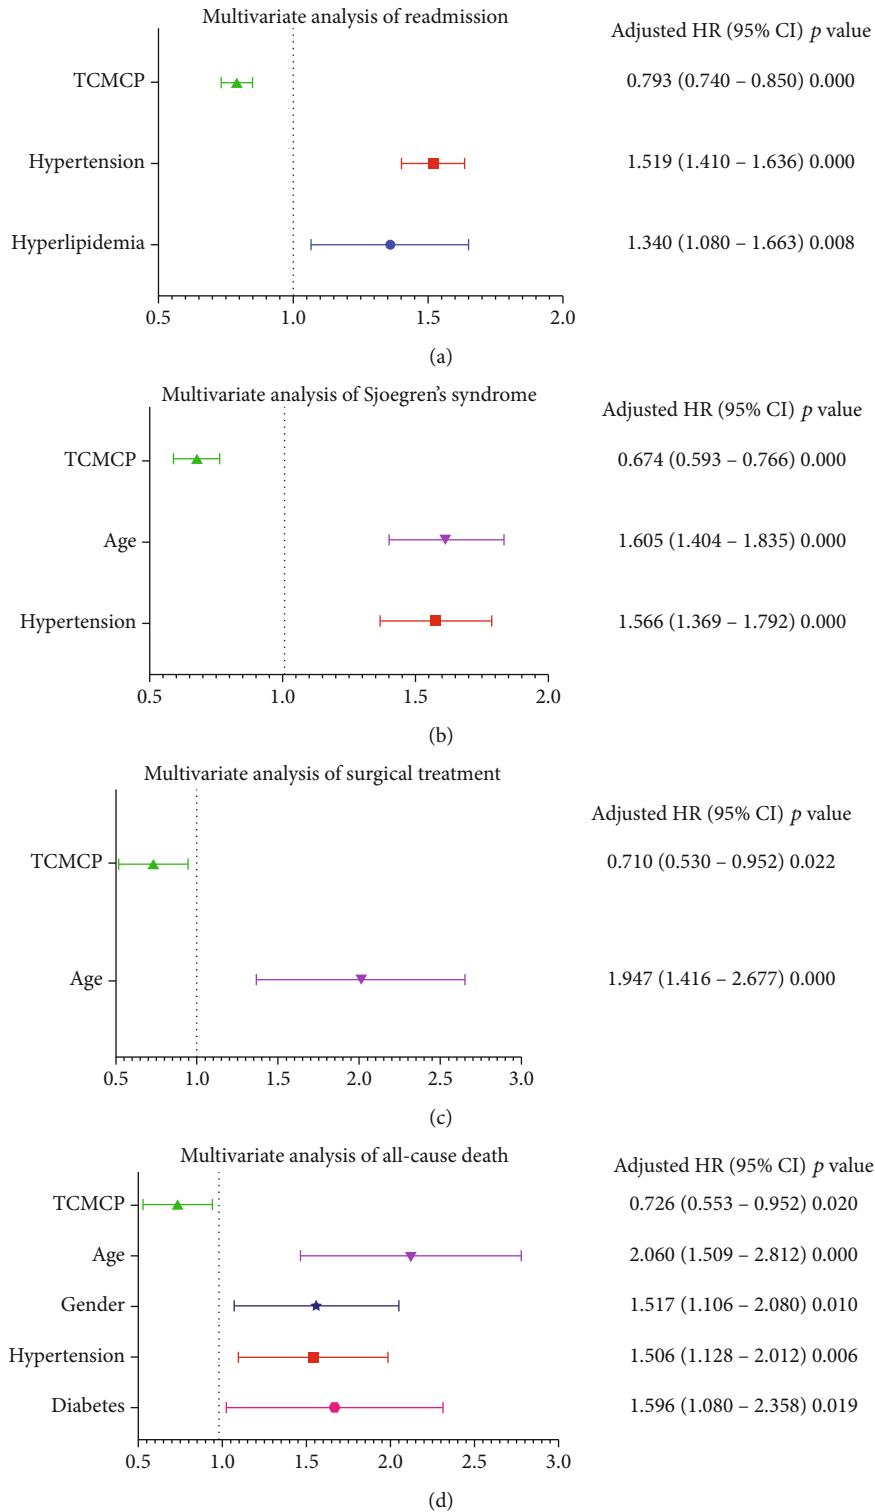 Multivariate analysis of readmission
Adjusted HR (95% CI) p value
TCMCP 0.793 (0.740 – 0.850) 0.000
Hypertension 1.519 (1.410 – 1.636) 0.000
Hyperlipidemia 1.340 (1.080 – 1.663) 0.008
0.5 1.0 1.5 2.0
(a)
Multivariate analysis of Sjoegren's syndrome
Adjusted HR (95% CI) p value
TCMCP 0.674 (0.593 – 0.766) 0.000
Age 1.605 (1.404 – 1.835) 0.000
Hypertension 1.566 (1.369 – 1.792) 0.000
0.5 1.0 1.5 2.0
(b)
Multivariate analysis of surgical treatment
Adjusted HR (95% CI) p value
TCMCP 0.710 (0.530 – 0.952) 0.022
Age 1.947 (1.416 – 2.677) 0.000
0.5 1.0 1.5 2.0 2.5 3.0
(c)
Multivariate analysis of all-cause death
Adjusted HR (95% CI) p value
TCMCP 0.726 (0.553 – 0.952) 0.020
Age 2.060 (1.509 – 2.812) 0.000
Gender 1.517 (1.106 – 2.080) 0.010
Hypertension 1.506 (1.128 – 2.012) 0.006
Diabetes 1.596 (1.080 – 2.358) 0.019
0.5 1.0 1.5 2.0 2.5 3.0
(d)